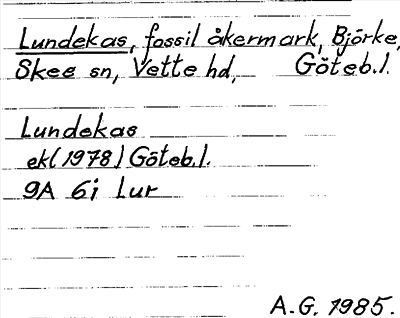 Lundekas, fossil åkermark, Björke,
Skee sn, Vette hd, Göteb.l.
Lundekas
ek(1978) Göteb.l.
9A 6i Lur
A.G. 1985.